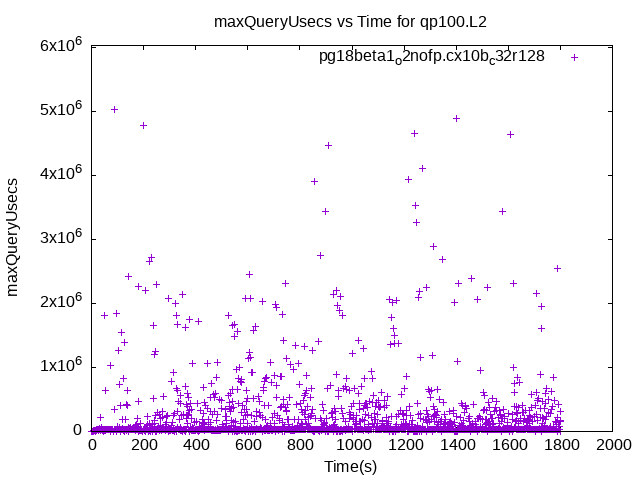 maxQueryUsecs vs Time for qp100.L2
pg18beta1_o2nofp.cx10b_c32r128
6x10^6
5x10^6
4x10^6
3x10^6
2x10^6
1x10^6
0
maxQueryUsecs
0 200 400 600 800 1000 1200 1400 1600 1800 2000
Time(s)